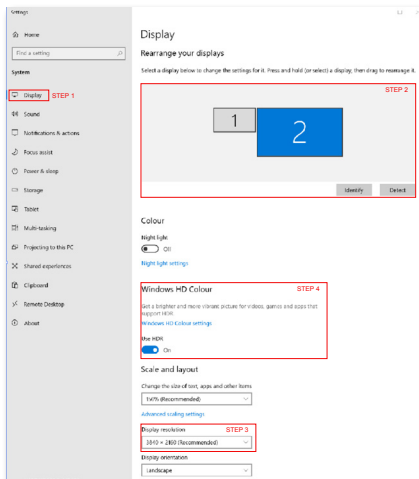 Settings
Home
Find a setting
System
Display STEP 1
Sound
Notifications & actions
Focus assist
Power & sleep
Storage
Tablet
Multi-tasking
Projecting to this PC
Shared experiences
Clipboard
Remote Desktop
About
Display
Rearrange your displays
Select a display below to change the settings for it. Press and hold (or select) a display, then drag to rearrange it.
STEP 2
1
2
Identify Detect
Colour
Night light
Off
Night light settings
Windows HD Colour STEP 4
Get a brighter and more vibrant picture for videos, games and apps that
support HDR.
Windows HD Colour settings
Use HDR
On
Scale and layout
Change the size of text, apps and other items
150% (Recommended)
Advanced scaling settings
Display resolution STEP 3
3840 × 2160 (Recommended)
Display orientation
Landscape